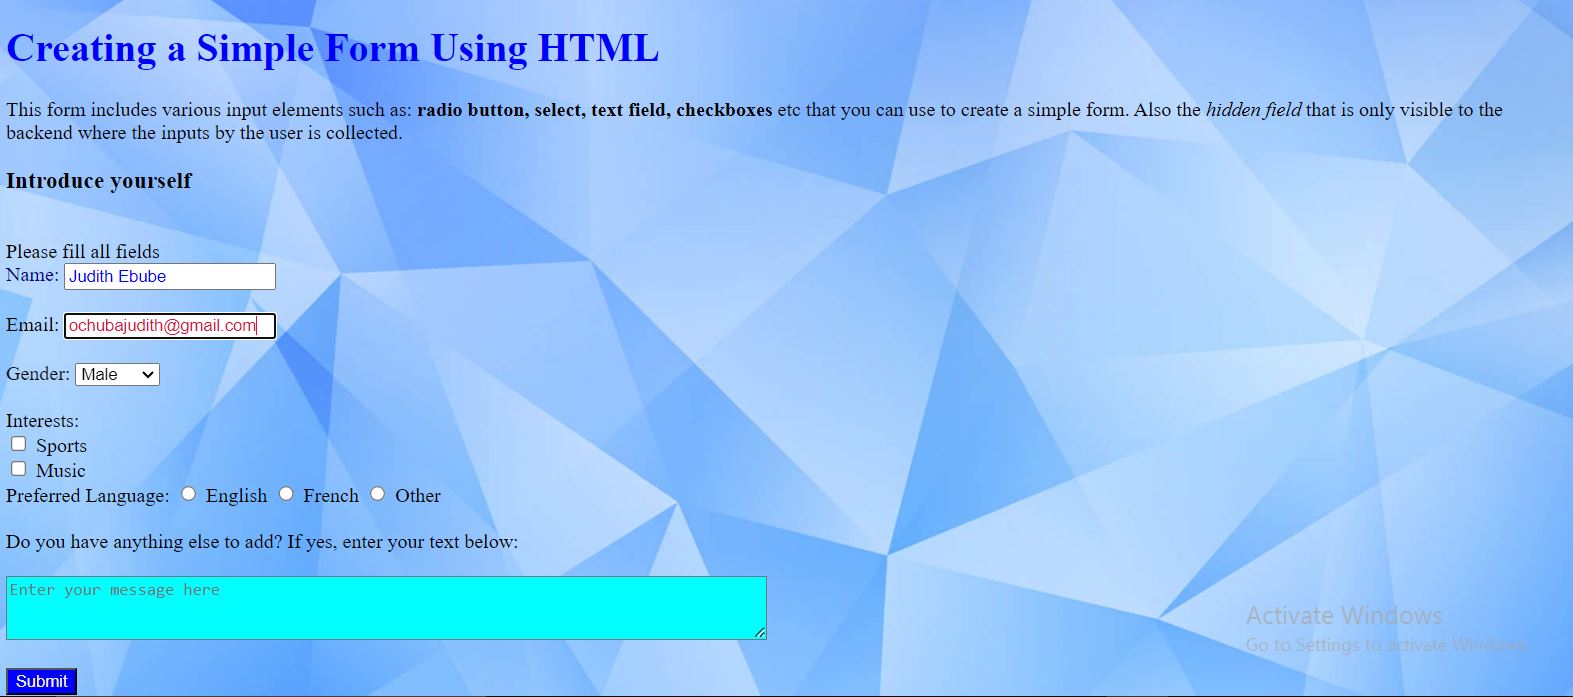 Creating a Simple Form Using HTML
This form includes various input elements such as: radio button, select, text field, checkboxes etc that you can use to create a simple form. Also the hidden field that is only visible to the
backend where the inputs by the user is collected.
Introduce yourself
Please fill all fields
Name: Judith Ebube
Email: ochubajudith@gmail.com
Gender: Male
Interests:
Sports
Music
Preferred Language: English French Other
Do you have anything else to add? If yes, enter your text below:
Enter your message here
Activate Windows
Go to Settings to activate Windows.
Submit